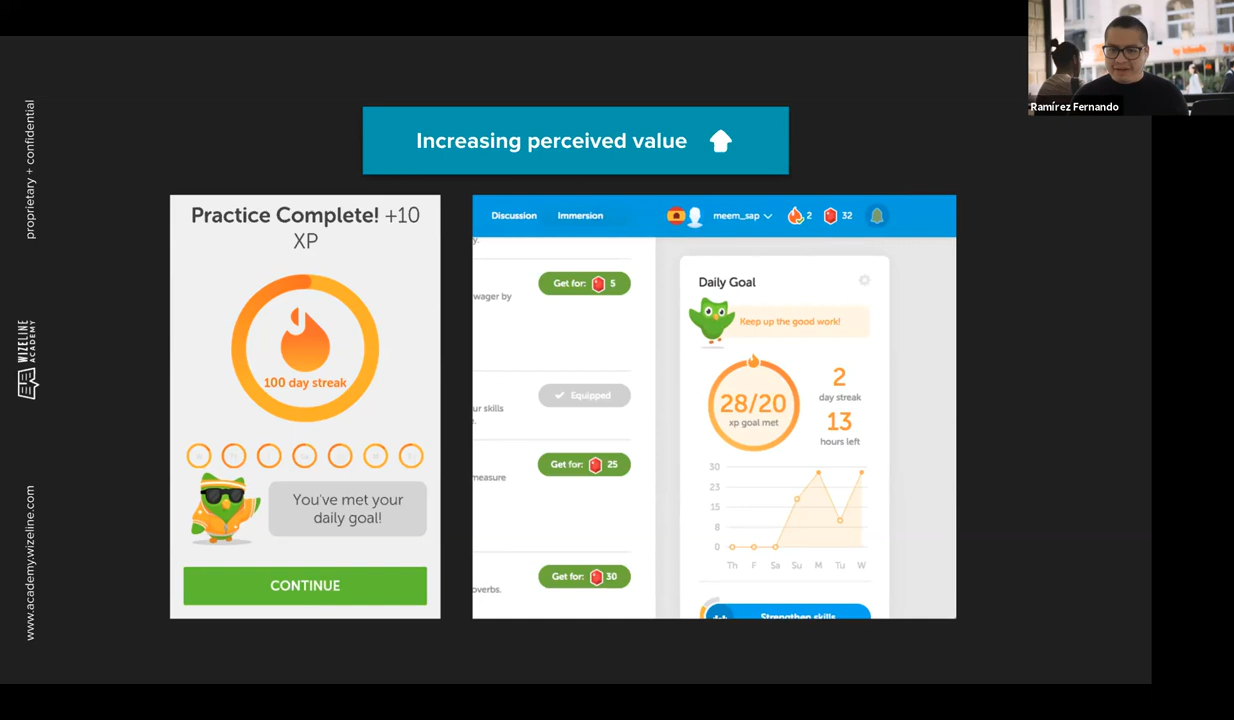 Ramírez Fernando
proprietary + confidential
WIZELINE
ACADEMY
www.academy.wizeline.com
Increasing perceived value
Practice Complete! +10
XP
100 day streak
You've met your
daily goal!
CONTINUE
Discussion Immersion meem_sap 2 32
y.
Get for: 5
wager by
Equipped
ur skills
Get for: 25
measure
Get for: 30
overbs.
Daily Goal
Keep up the good work!
28/20
xp goal met
2
day streak
13
hours left
30
23
15
8
0
Th F Sa Su M Tu W
Strengthen skills